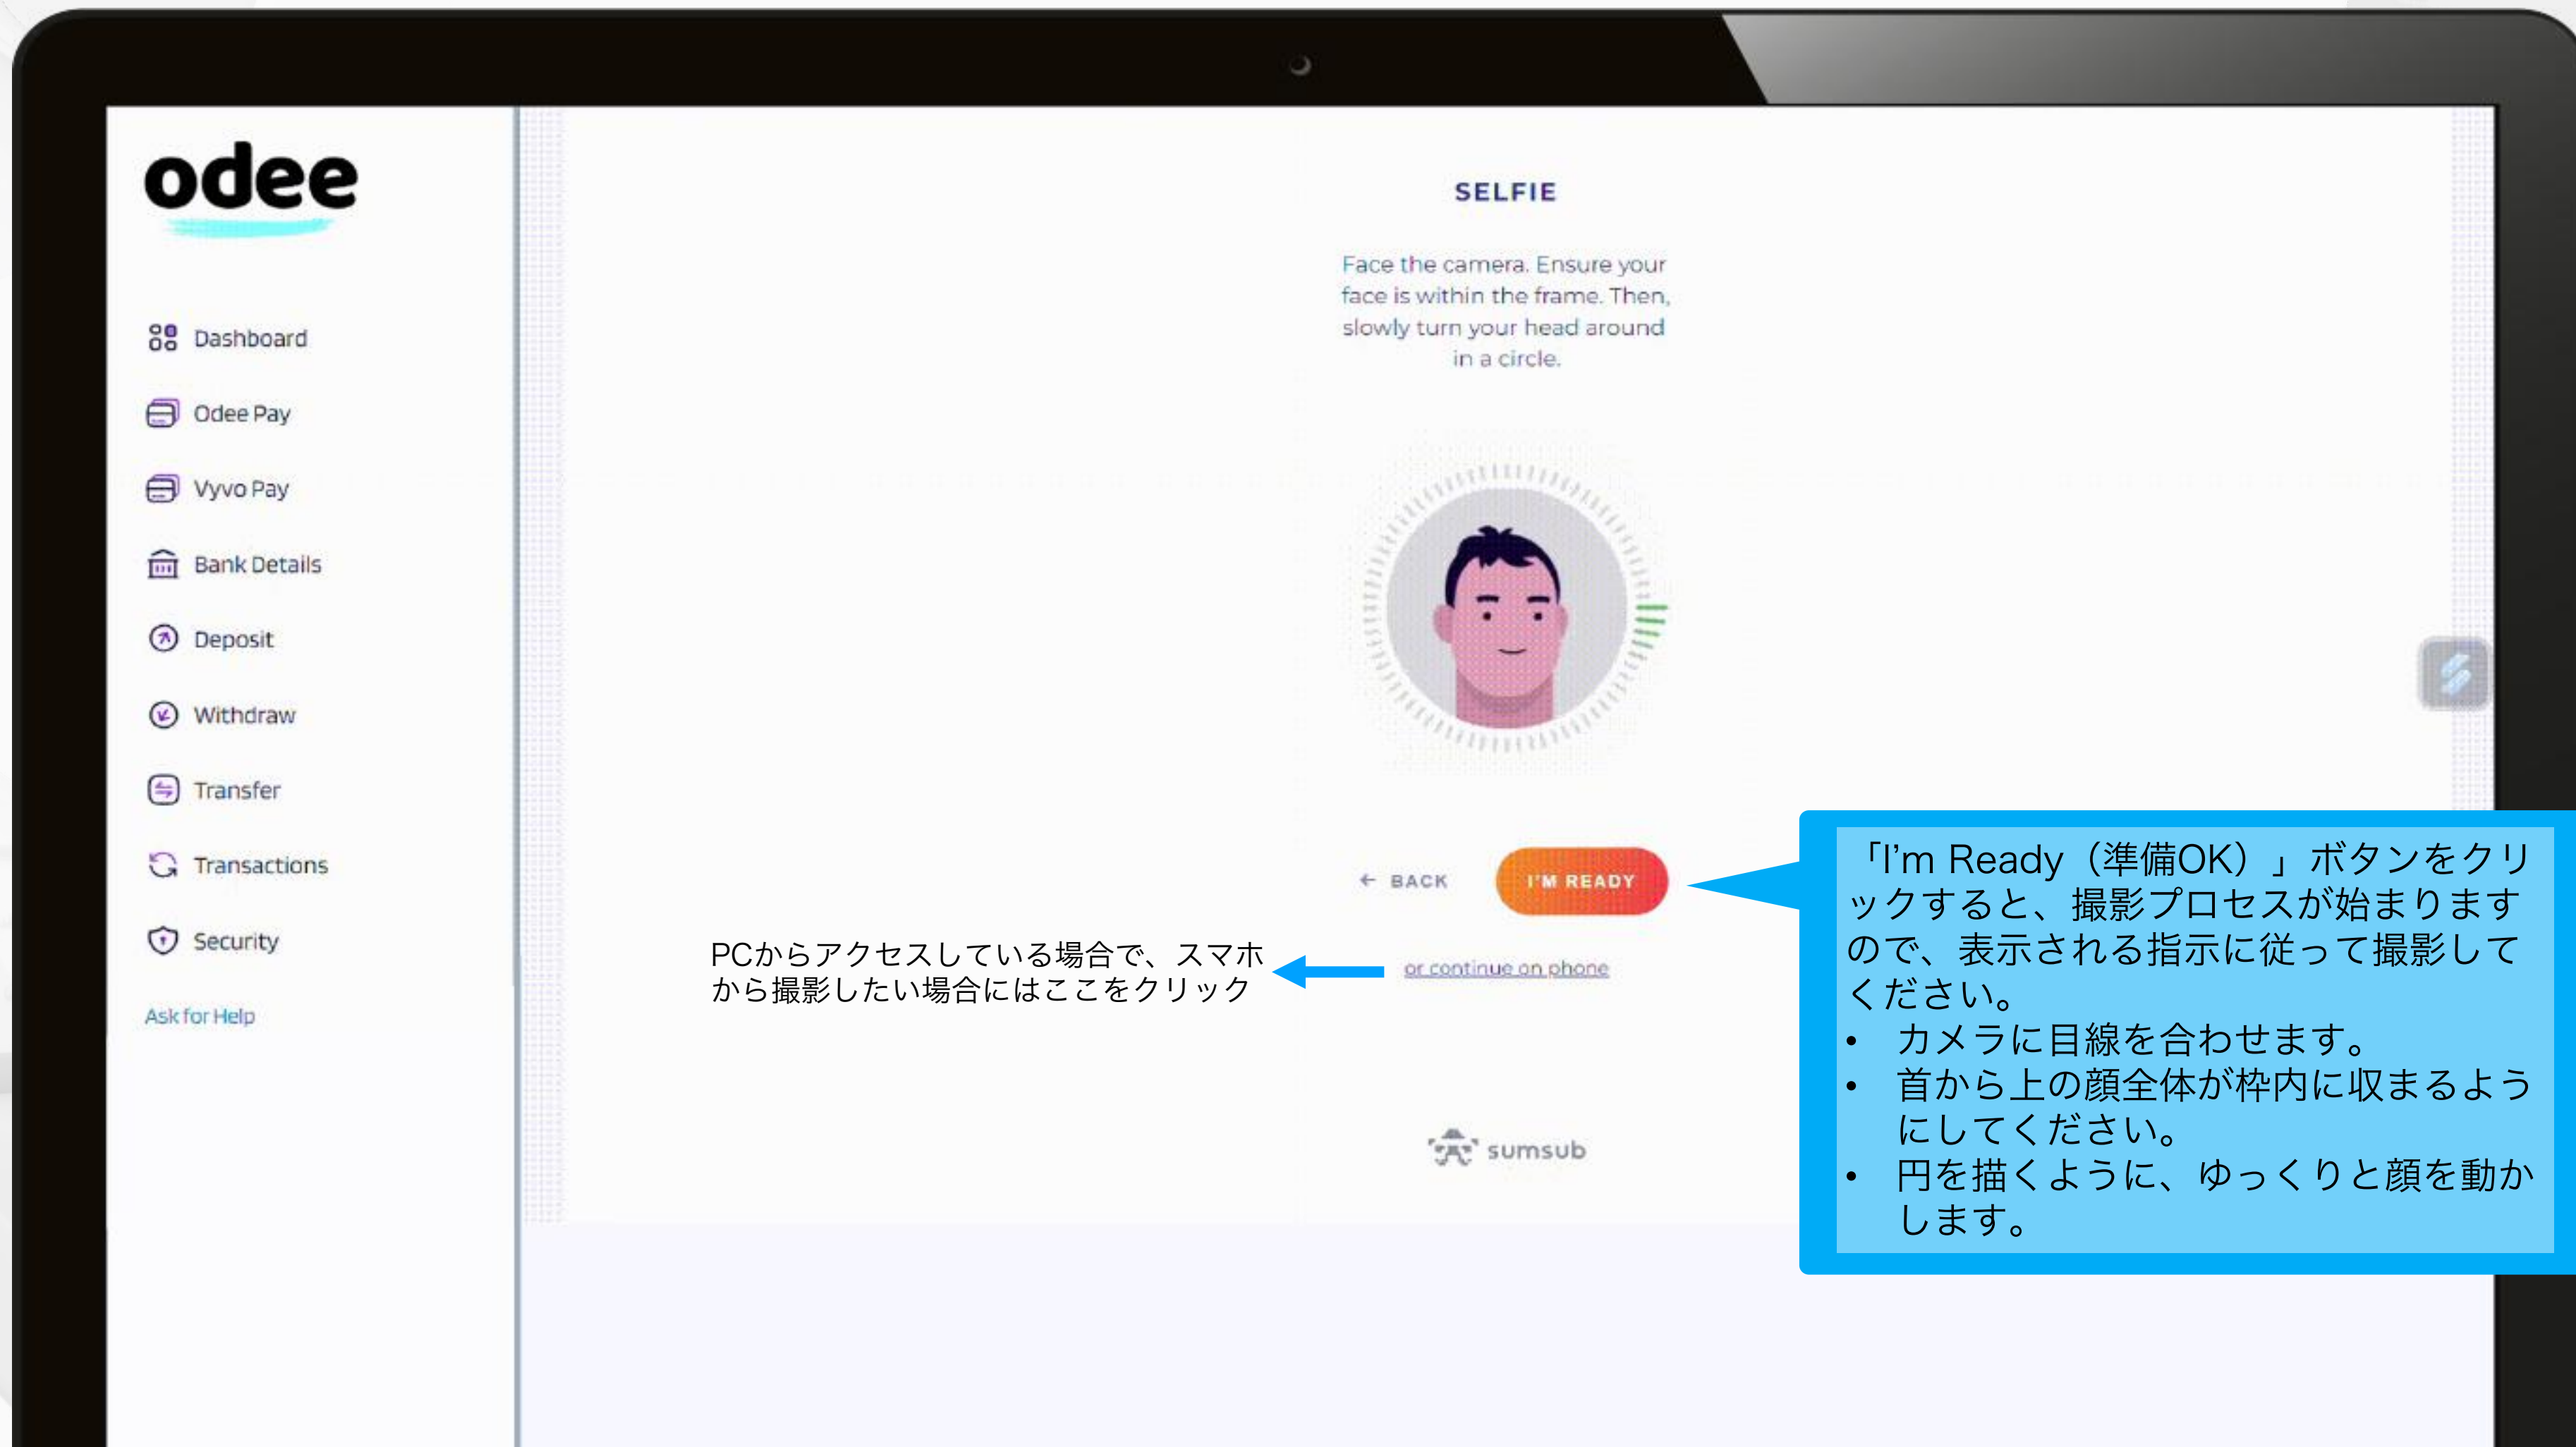 odee
Dashboard
Odee Pay
Vyvo Pay
Bank Details
Deposit
Withdraw
Transfer
Transactions
Security
Ask for Help
SELFIE
Face the camera. Ensure your
face is within the frame. Then,
slowly turn your head around
in a circle.
← BACK
I'M READY
or continue on phone
PCからアクセスしている場合で、スマホ
から撮影したい場合にはここをクリック
sumsub
「I’m Ready（準備OK）」ボタンをクリ
ックすると、撮影プロセスが始まります
ので、表示される指示に従って撮影して
ください。
• カメラに目線を合わせます。
• 首から上の顔全体が枠内に収まるよう
にしてください。
• 円を描くように、ゆっくりと顔を動か
します。